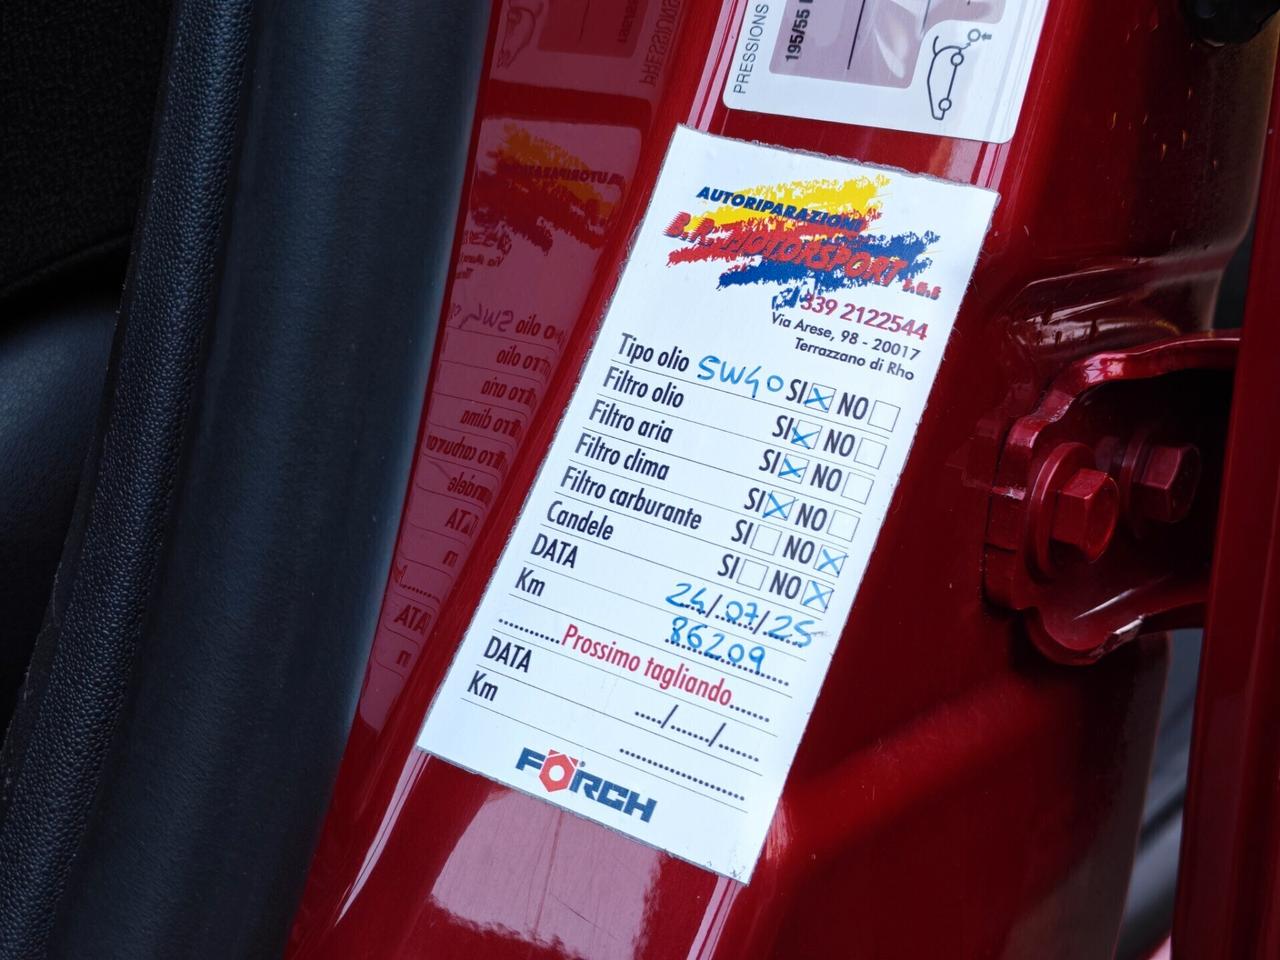 PRESSIONS
195/55
AUTORIPARAZIONI
B.R. MOTORSPORT s.a.s
339 2122544
Via Arese, 98 - 20017
Terrazzano di Rho
Tipo olio 5W40 SI NO
Filtro olio SI NO
Filtro aria SI NO
Filtro clima SI NO
Filtro carburante SI NO
Candele SI NO
DATA 24/07/25
Km 86209
Prossimo tagliando
DATA ...../......./......
Km
FÖRCH